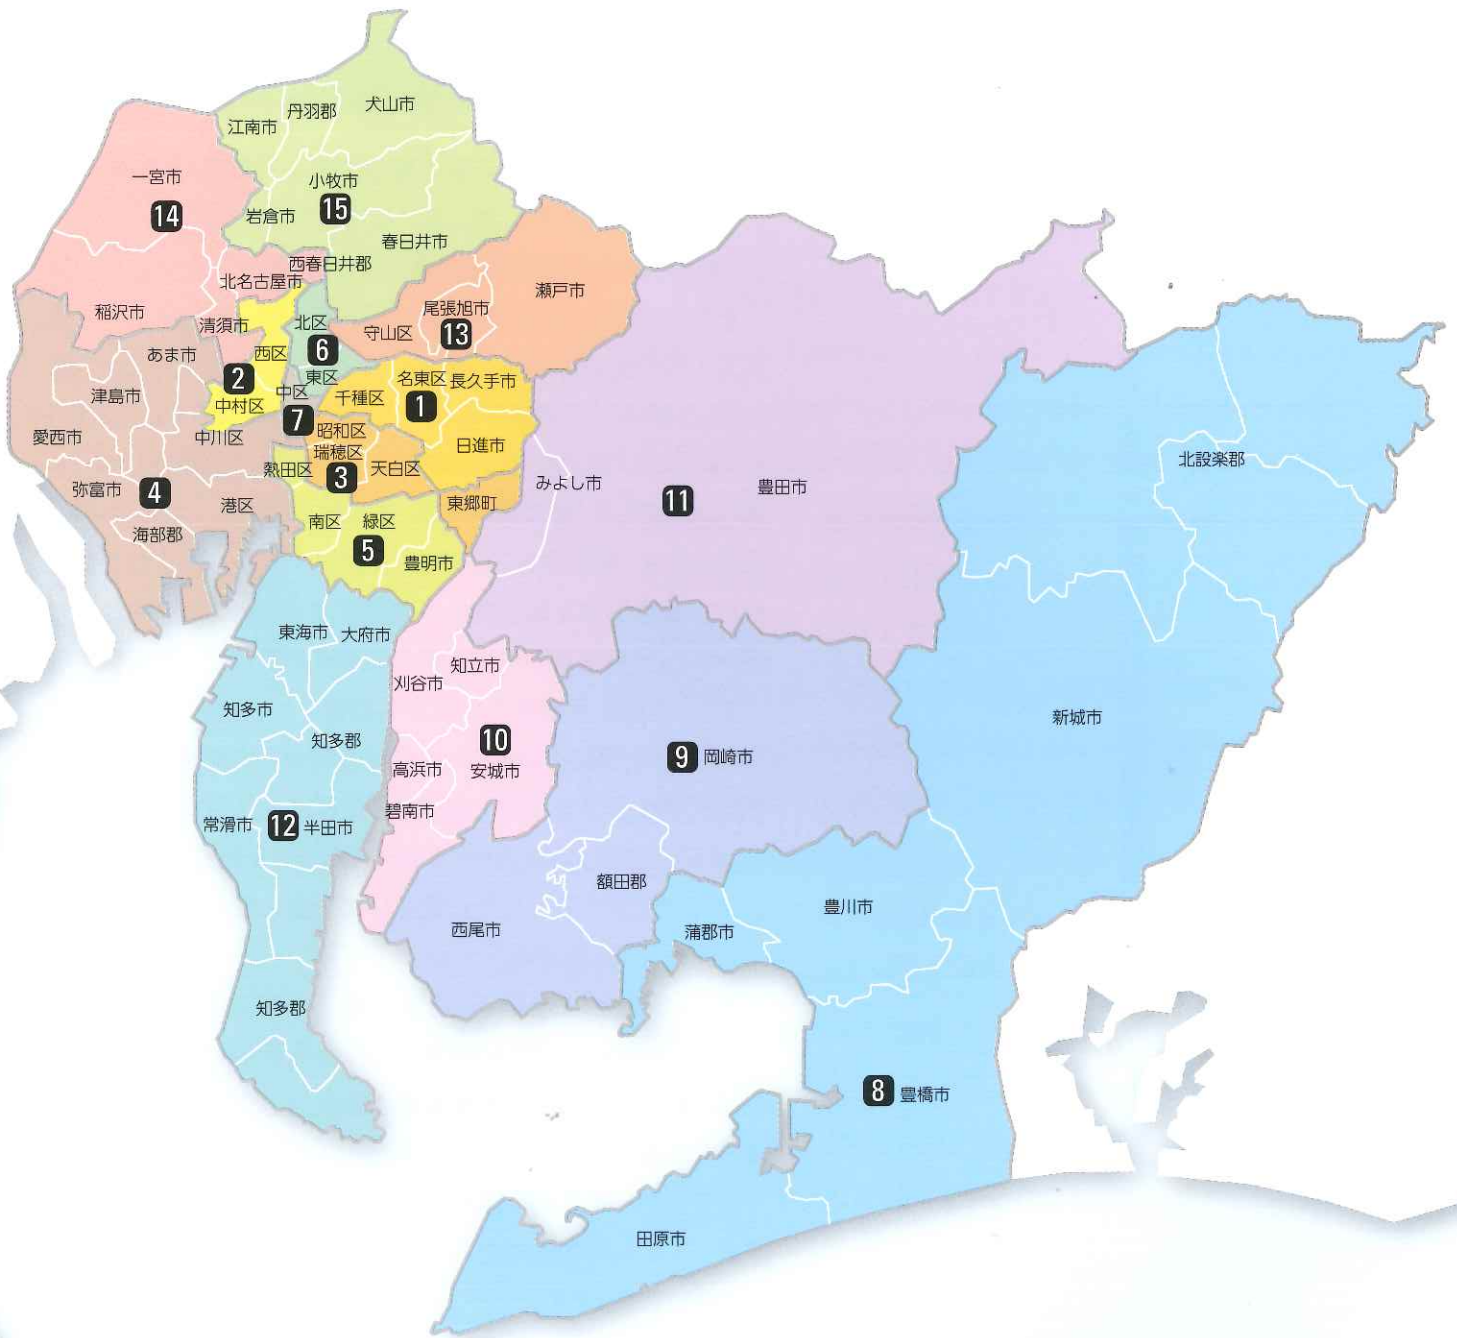 犬山市
丹羽郡
江南市
一宮市
14
小牧市
15
岩倉市
春日井市
西春日井郡
北名古屋市
瀬戸市
稲沢市
清須市
尾張旭市
13
守山区
北区
6
西区
東区
あま市
2
中区
中村区
7
千種区
名東区
1
長久手市
津島市
愛西市
中川区
昭和区
瑞穂区
3
天白区
日進市
熱田区
弥富市
4
港区
海部郡
南区
緑区
5
豊明市
東郷町
みよし市
11
豊田市
北設楽郡
東海市
大府市
知立市
刈谷市
知多市
知多郡
10
安城市
高浜市
碧南市
9
岡崎市
新城市
常滑市
12
半田市
額田郡
西尾市
蒲郡市
豊川市
知多郡
8
豊橋市
田原市